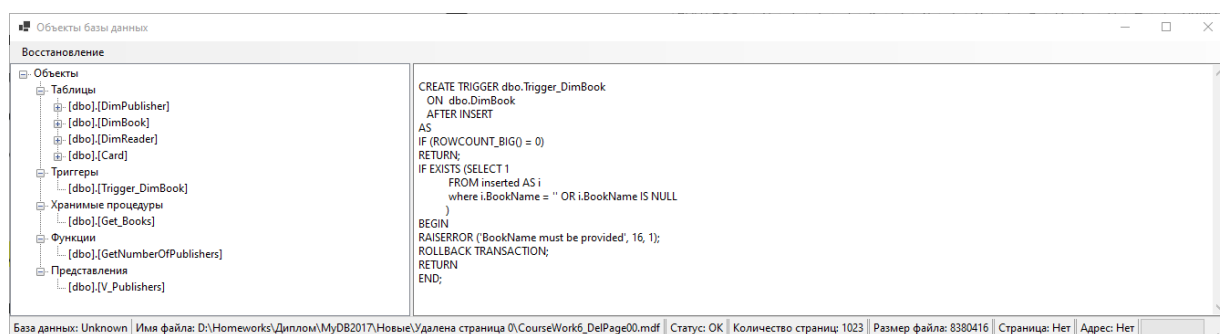 Объекты базы данных
Восстановление
Объекты
Таблицы
[dbo].[DimPublisher]
[dbo].[DimBook]
[dbo].[DimReader]
[dbo].[Card]
Триггеры
[dbo].[Trigger_DimBook]
Хранимые процедуры
[dbo].[Get_Books]
Функции
[dbo].[GetNumberOfPublishers]
Представления
[dbo].[V_Publishers]
CREATE TRIGGER dbo.Trigger_DimBook
ON dbo.DimBook
AFTER INSERT
AS
IF (ROWCOUNT_BIG() = 0)
RETURN;
IF EXISTS (SELECT 1
FROM inserted AS i
where i.BookName = '' OR i.BookName IS NULL
)
BEGIN
RAISERROR ('BookName must be provided', 16, 1);
ROLLBACK TRANSACTION;
RETURN
END;
База данных: Unknown Имя файла: D:\Homeworks\Диплом\MyDB2017\Новые\Удалена страница 0\CourseWork6_DelPage00.mdf Статус: ОК Количество страниц: 1023 Размер файла: 8380416 Страница: Нет Адрес: Нет